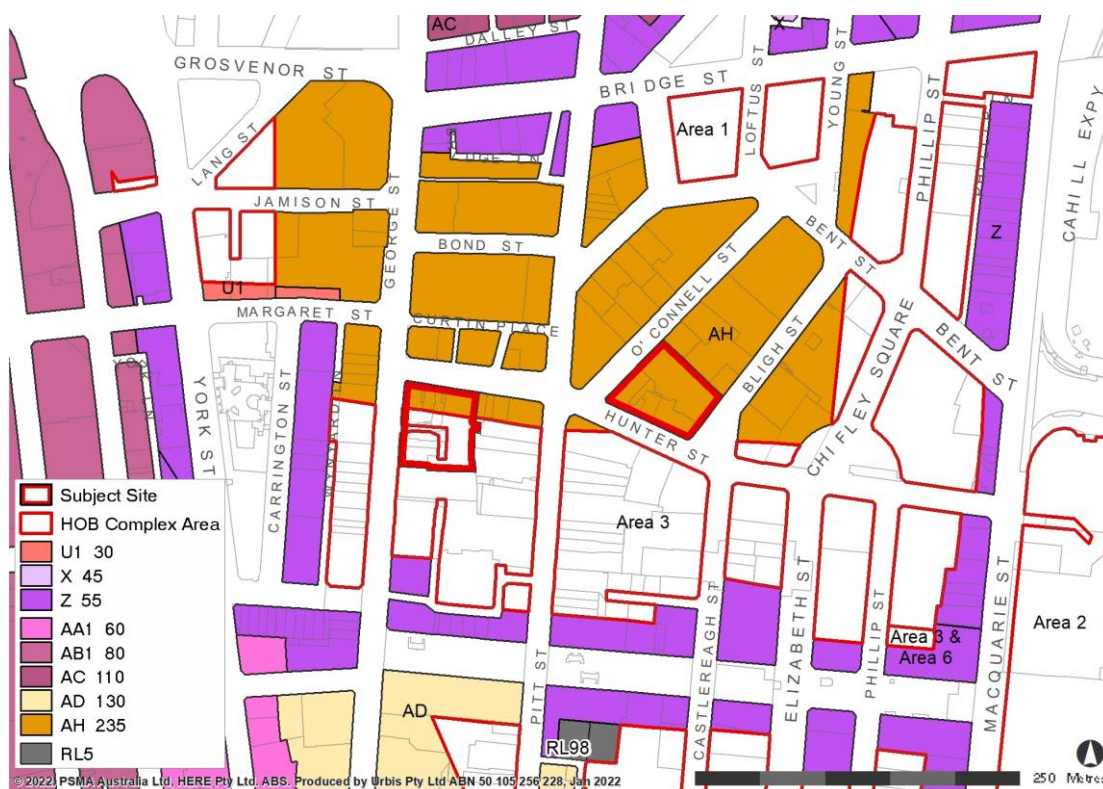 AC
DALLEY ST
X
GROSVENOR ST
BRIDGE ST
LOFTUS ST
YOUNG ST
PHILLIP ST
CAHILL EXPY
Area 1
LANG ST
JAMISON ST
GEORGE ST
BOND ST
BENT ST
Z
U1
MARGARET ST
CURTIN PLACE
O'CONNELL ST
AH
BLIGH ST
CHIFLEY SQUARE
BENT ST
YORK ST
CARRINGTON ST
HUNTER ST
Area 3
CASTLEREAGH ST
ELIZABETH ST
PHILLIP ST
Area 3 &
Area 6
MACQUARIE ST
Area 2
PITT ST
AD
RL98
Subject Site
HOB Complex Area
U1 30
X 45
Z 55
AA1 60
AB1 80
AC 110
AD 130
AH 235
RL5
© 2022. PSMA Australia Ltd, HERE Pty Ltd. ABS. Produced by Urbis Pty Ltd ABN 50 105 256 228, Jan 2022
250 Metres